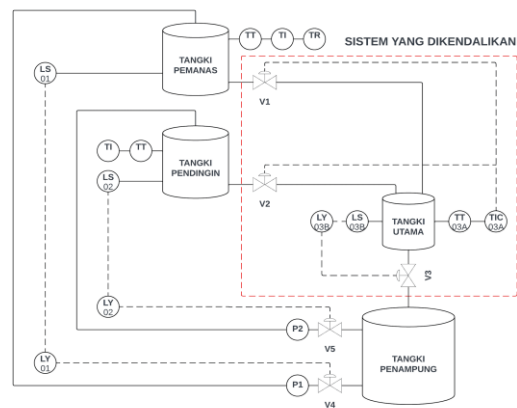 TT
TI
TR
SISTEM YANG DIKENDALIKAN
TANGKI
PEMANAS
LS
01
V1
TI
TT
TANGKI
PENDINGIN
LS
02
V2
LY
03B
LS
03B
TANGKI
UTAMA
TT
03A
TIC
03A
V3
LY
02
P2
V5
TANGKI
PENAMPUNG
LY
01
P1
V4